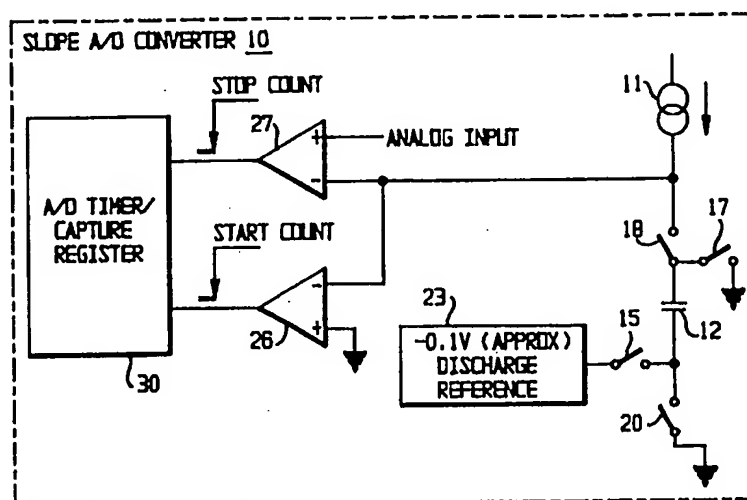 SLOPE A/D CONVERTER 10
STOP COUNT
27
ANALOG INPUT
11
A/D TIMER/
CAPTURE
REGISTER
START COUNT
18
17
26
23
-0.1V (APPROX)
DISCHARGE
REFERENCE
15
12
30
20
+
-
-
+